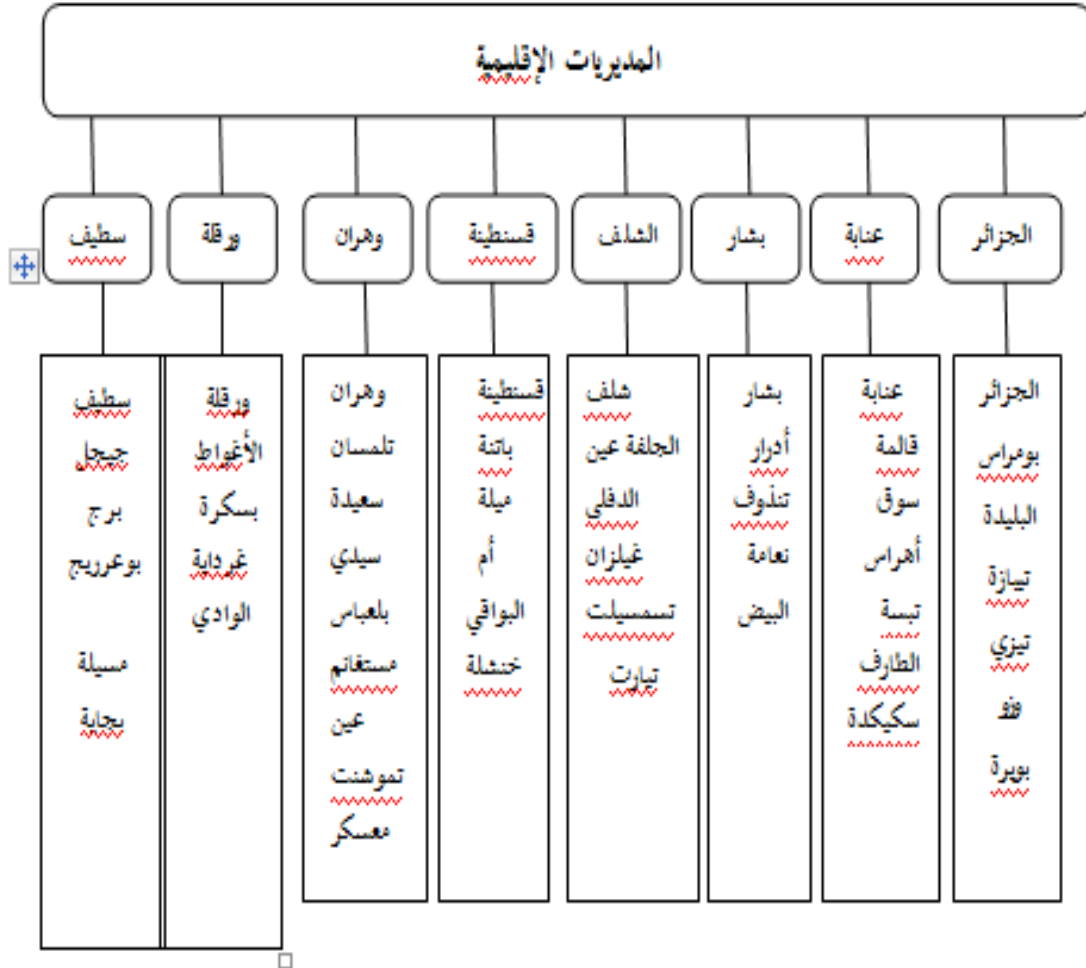 المديريات الإقليمية
الجزائر
عنابة
بشار
الشلف
قسنطينة
وهران
ورقلة
سطيف
الجزائر
بومراس
البليدة
تيبازة
تيزي
وزو
بويرة
عنابة
قالمة
سوق
أهراس
تبسة
الطارف
سكيكدة
بشار
أدرار
تنذوف
نعامة
البيض
شلف
الجلفة عين
الدفلى
غيلزان
تسمسيلت
تيارت
قسنطينة
باتنة
ميلة
أم
البواقي
خنشلة
وهران
تلمسان
سعيدة
سيدي
بلعباس
مستغانم
عين
تموشنت
معسكر
ورقلة
الأغواط
بسكرة
غرداية
الوادي
سطيف
جيجل
برج
بوعرريج
مسيلة
بجاية